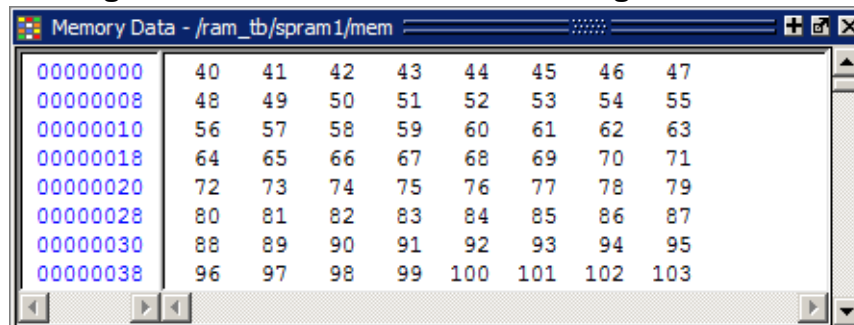 Memory Data - /ram_tb/spram1/mem
00000000 40 41 42 43 44 45 46 47
00000008 48 49 50 51 52 53 54 55
00000010 56 57 58 59 60 61 62 63
00000018 64 65 66 67 68 69 70 71
00000020 72 73 74 75 76 77 78 79
00000028 80 81 82 83 84 85 86 87
00000030 88 89 90 91 92 93 94 95
00000038 96 97 98 99 100 101 102 103